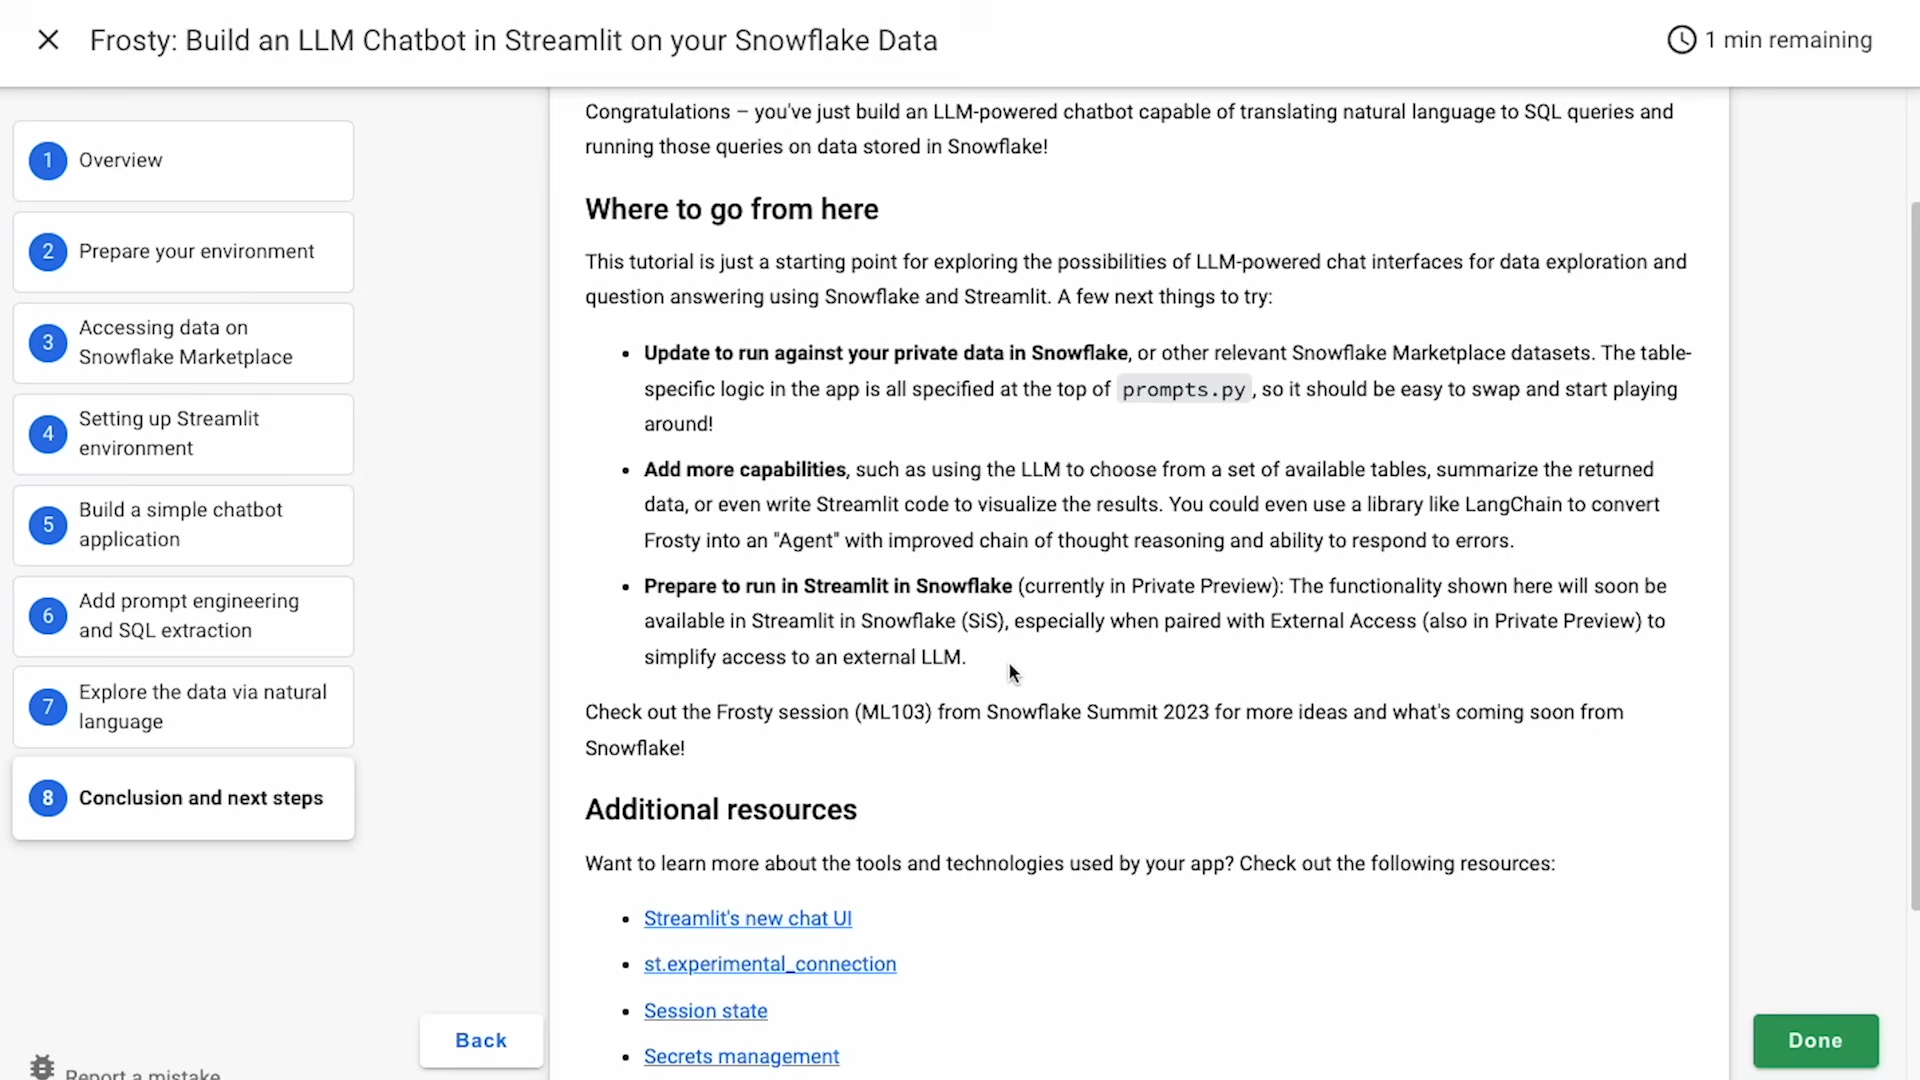 Frosty: Build an LLM Chatbot in Streamlit on your Snowflake Data
1 min remaining
1 Overview
2 Prepare your environment
3 Accessing data on
Snowflake Marketplace
4 Setting up Streamlit
environment
5 Build a simple chatbot
application
6 Add prompt engineering
and SQL extraction
7 Explore the data via natural
language
8 Conclusion and next steps
Report a mistake
Congratulations – you've just build an LLM-powered chatbot capable of translating natural language to SQL queries and
running those queries on data stored in Snowflake!
Where to go from here
This tutorial is just a starting point for exploring the possibilities of LLM-powered chat interfaces for data exploration and
question answering using Snowflake and Streamlit. A few next things to try:
• Update to run against your private data in Snowflake, or other relevant Snowflake Marketplace datasets. The table-
specific logic in the app is all specified at the top of prompts.py, so it should be easy to swap and start playing
around!
• Add more capabilities, such as using the LLM to choose from a set of available tables, summarize the returned
data, or even write Streamlit code to visualize the results. You could even use a library like LangChain to convert
Frosty into an "Agent" with improved chain of thought reasoning and ability to respond to errors.
• Prepare to run in Streamlit in Snowflake (currently in Private Preview): The functionality shown here will soon be
available in Streamlit in Snowflake (SiS), especially when paired with External Access (also in Private Preview) to
simplify access to an external LLM.
Check out the Frosty session (ML103) from Snowflake Summit 2023 for more ideas and what's coming soon from
Snowflake!
Additional resources
Want to learn more about the tools and technologies used by your app? Check out the following resources:
• Streamlit's new chat UI
• st.experimental_connection
• Session state
• Secrets management
Back
Done